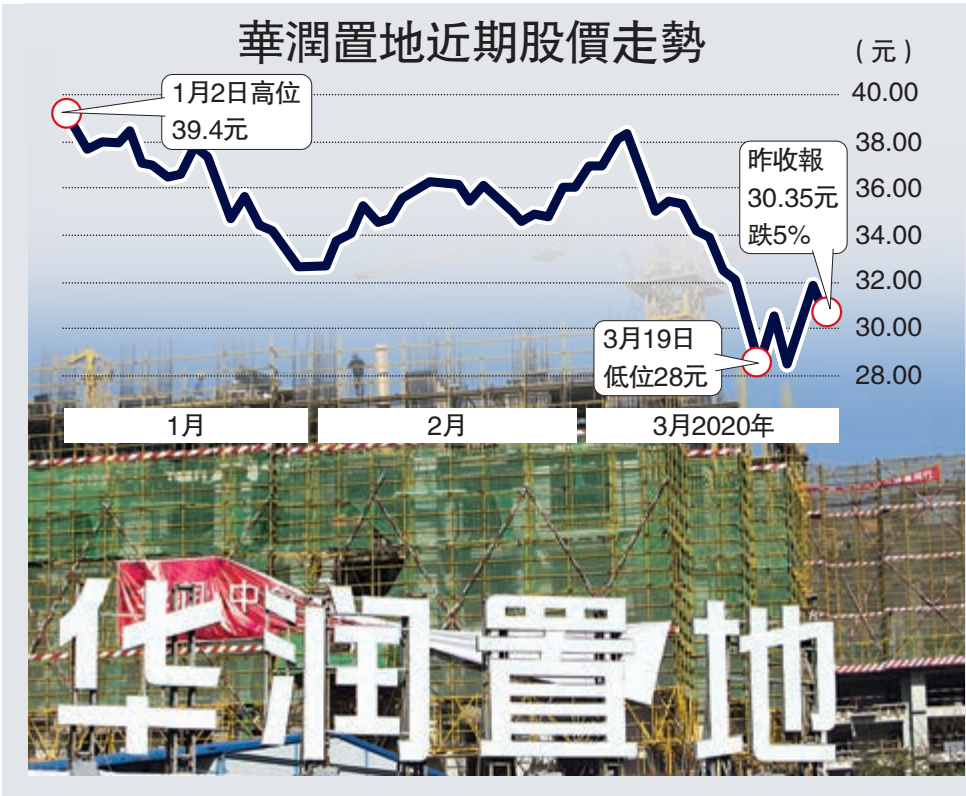 華潤置地近期股價走勢
(元)
40.00
38.00
36.00
34.00
32.00
30.00
28.00
1月2日高位
39.4元
昨收報
30.35元
跌5%
3月19日
低位28元
1月
2月
3月2020年
中
华润置地